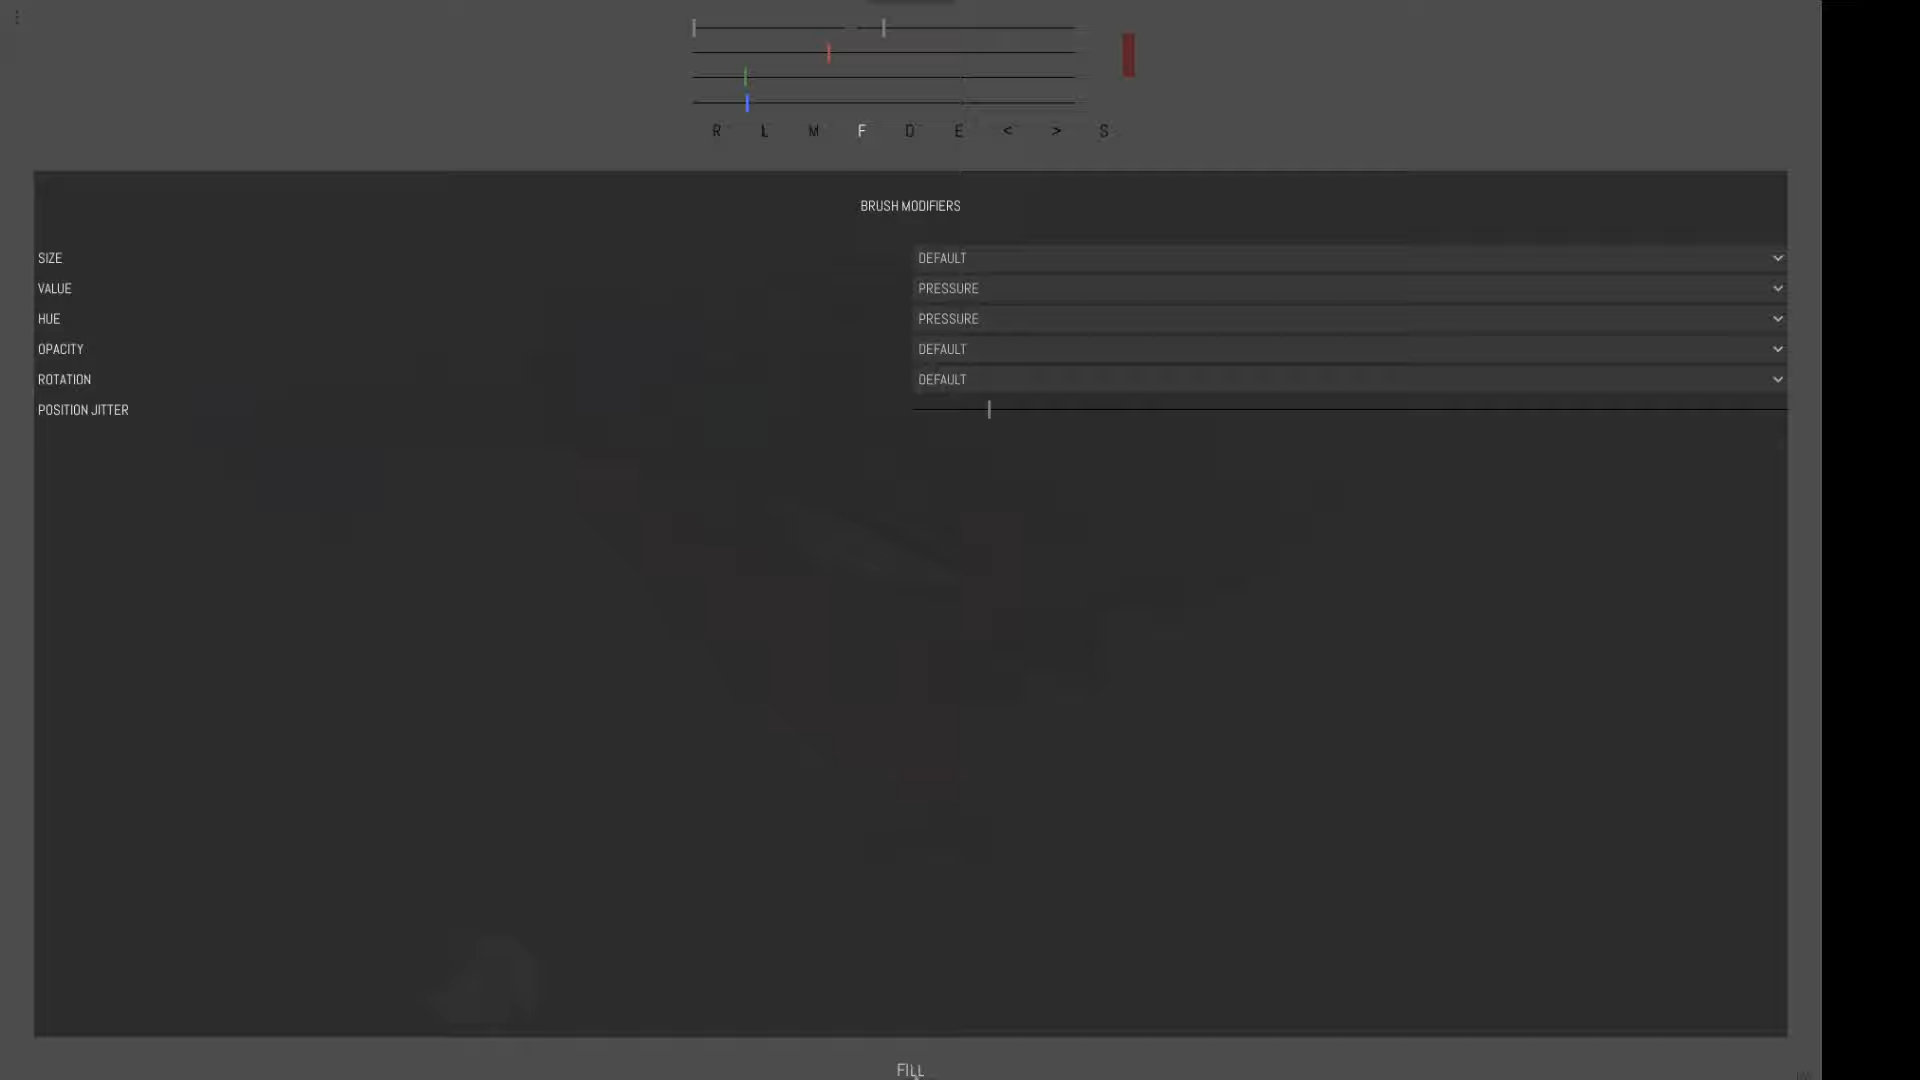 R L M F D E < > S
BRUSH MODIFIERS
SIZE DEFAULT
VALUE PRESSURE
HUE PRESSURE
OPACITY DEFAULT
ROTATION DEFAULT
POSITION JITTER
FILL